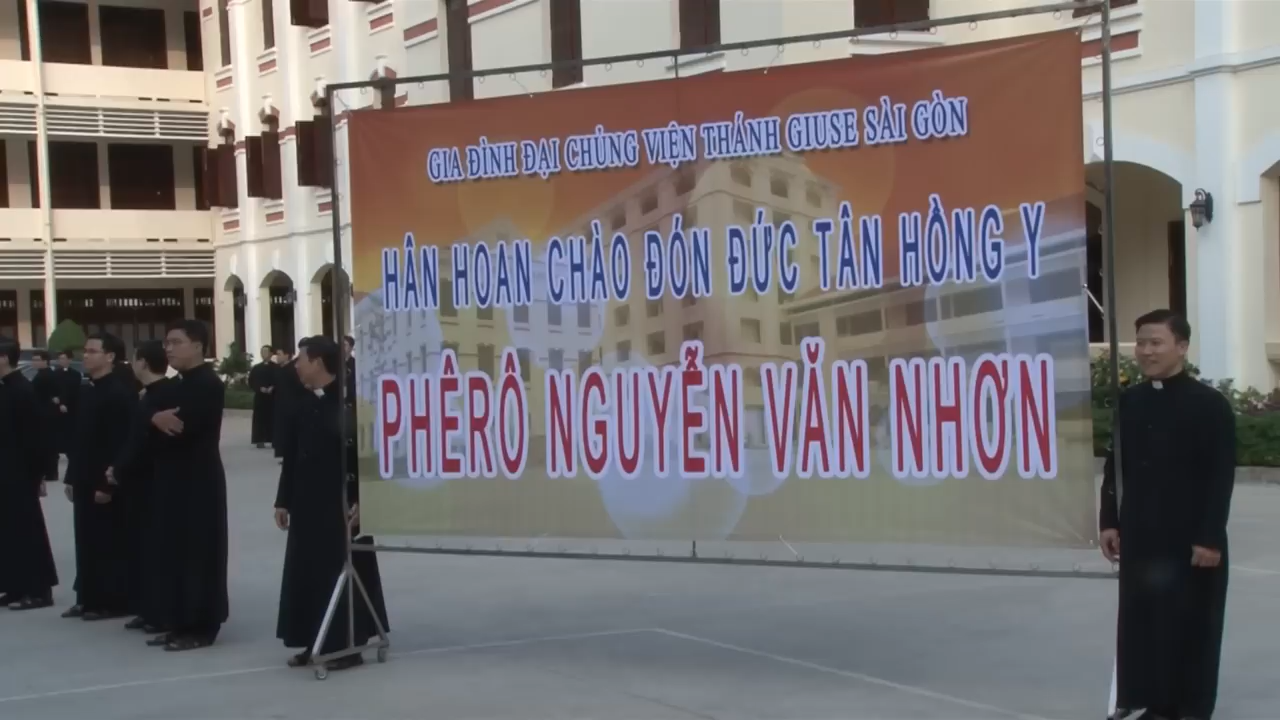 GIA ĐÌNH ĐẠI CHỦNG VIỆN THÁNH GIUSE SÀI GÒN
HÂN HOAN CHÀO ĐÓN ĐỨC TÂN HỒNG Y
PHÊRÔ NGUYỄN VĂN NHƠN